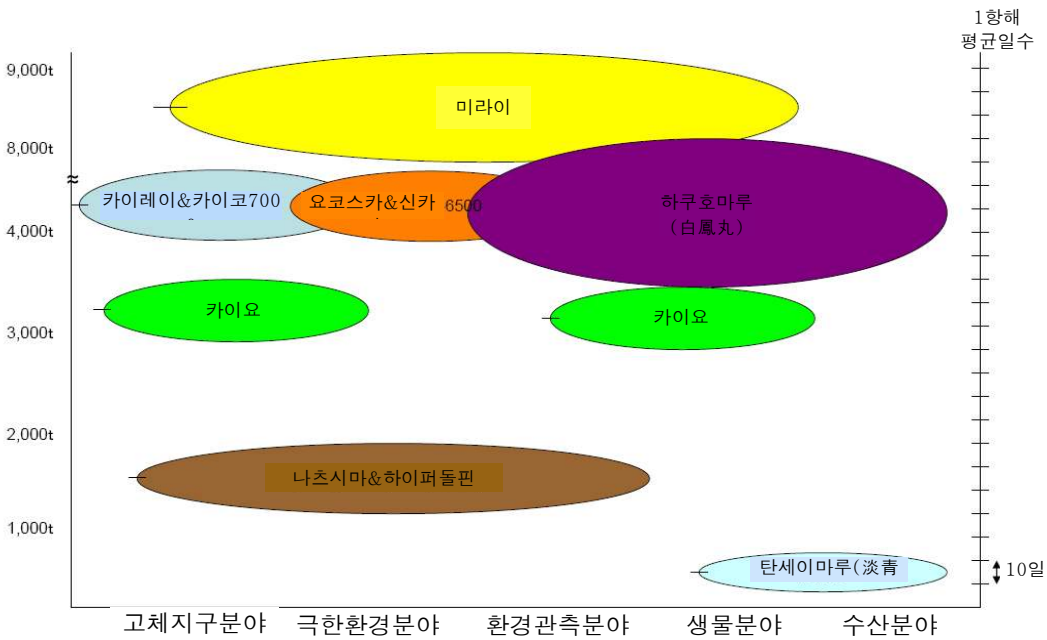 1항해
평균일수
9,000t
미라이
8,000t
≈
카이레이&카이코700
요코스카&신카 6500
하쿠호마루
(白鳳丸)
4,000t
카이요
카이요
3,000t
2,000t
나츠시마&하이퍼돌핀
1,000t
탄세이마루(淡青
10일
고체지구분야 극한환경분야 환경관측분야 생물분야 수산분야